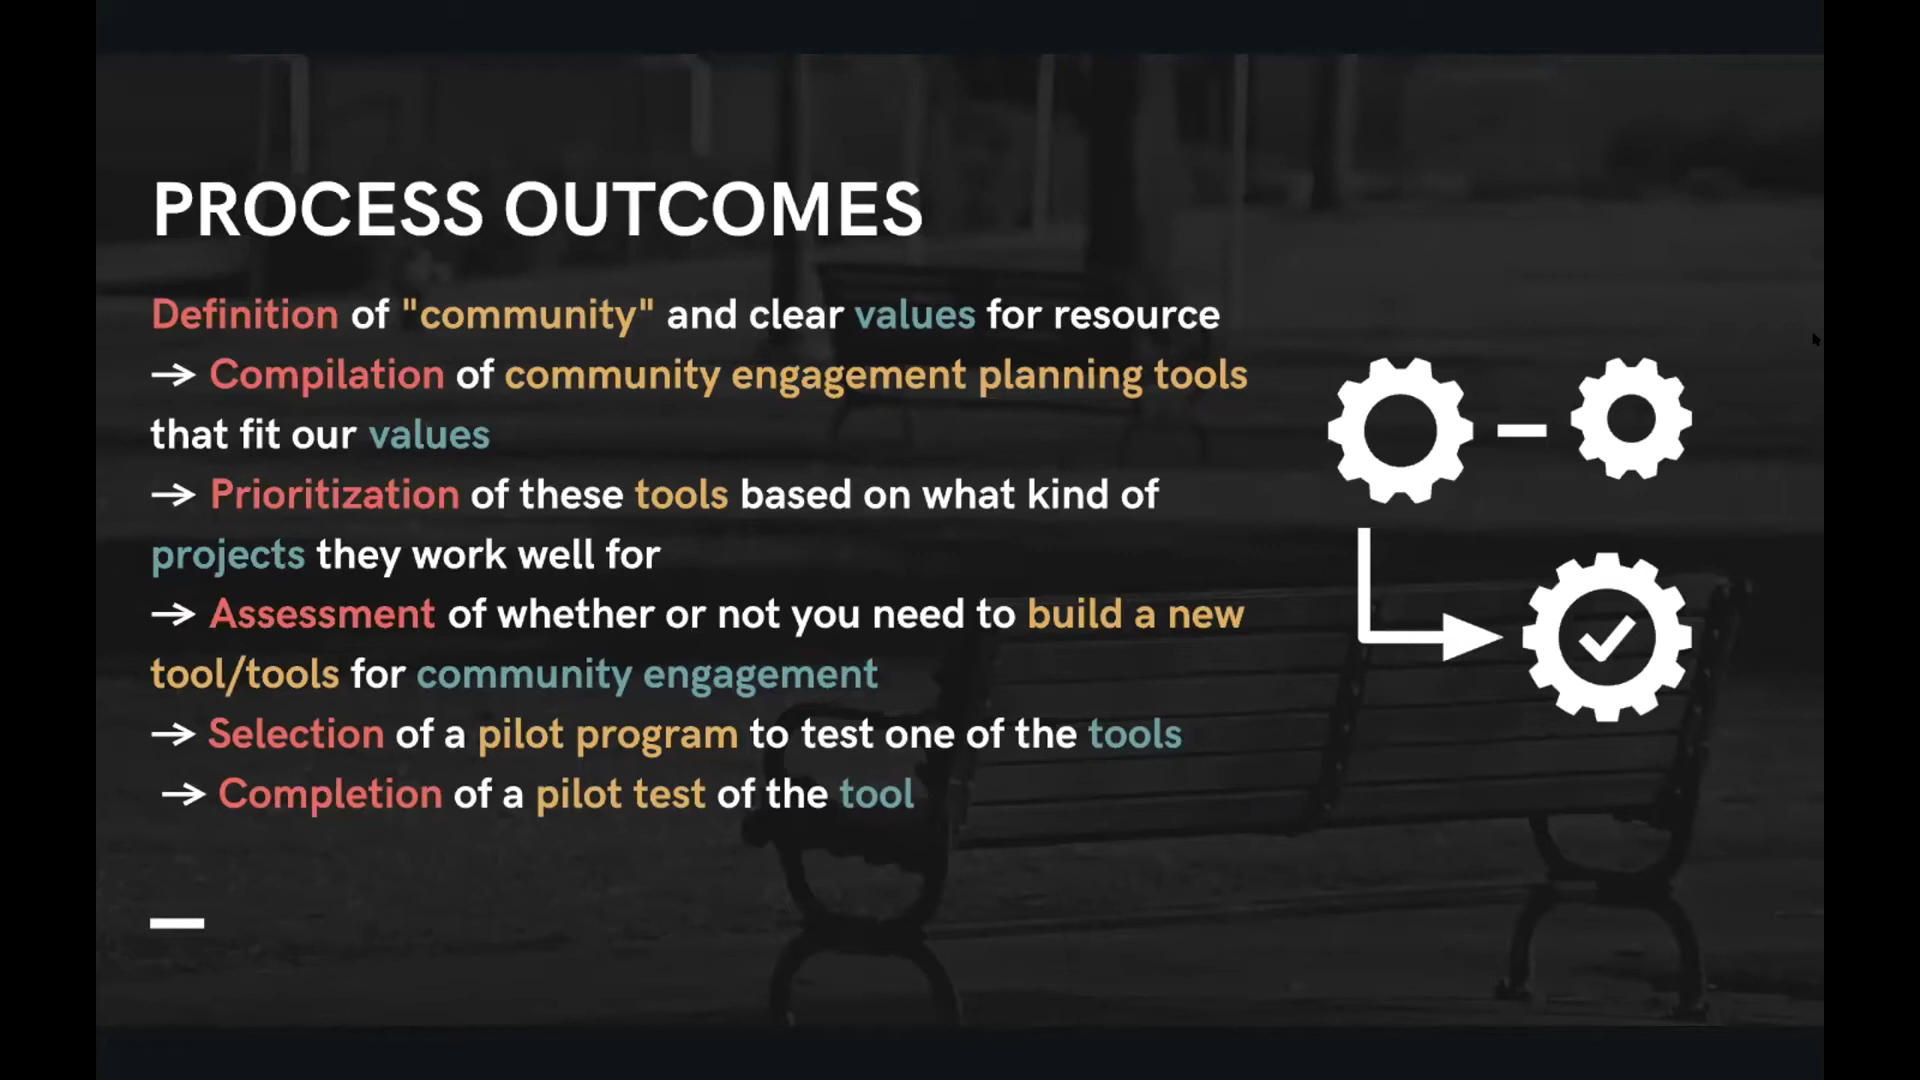 PROCESS OUTCOMES
Definition of "community" and clear values for resource
→ Compilation of community engagement planning tools
that fit our values
→ Prioritization of these tools based on what kind of
projects they work well for
→ Assessment of whether or not you need to build a new
tool/tools for community engagement
→ Selection of a pilot program to test one of the tools
→ Completion of a pilot test of the tool